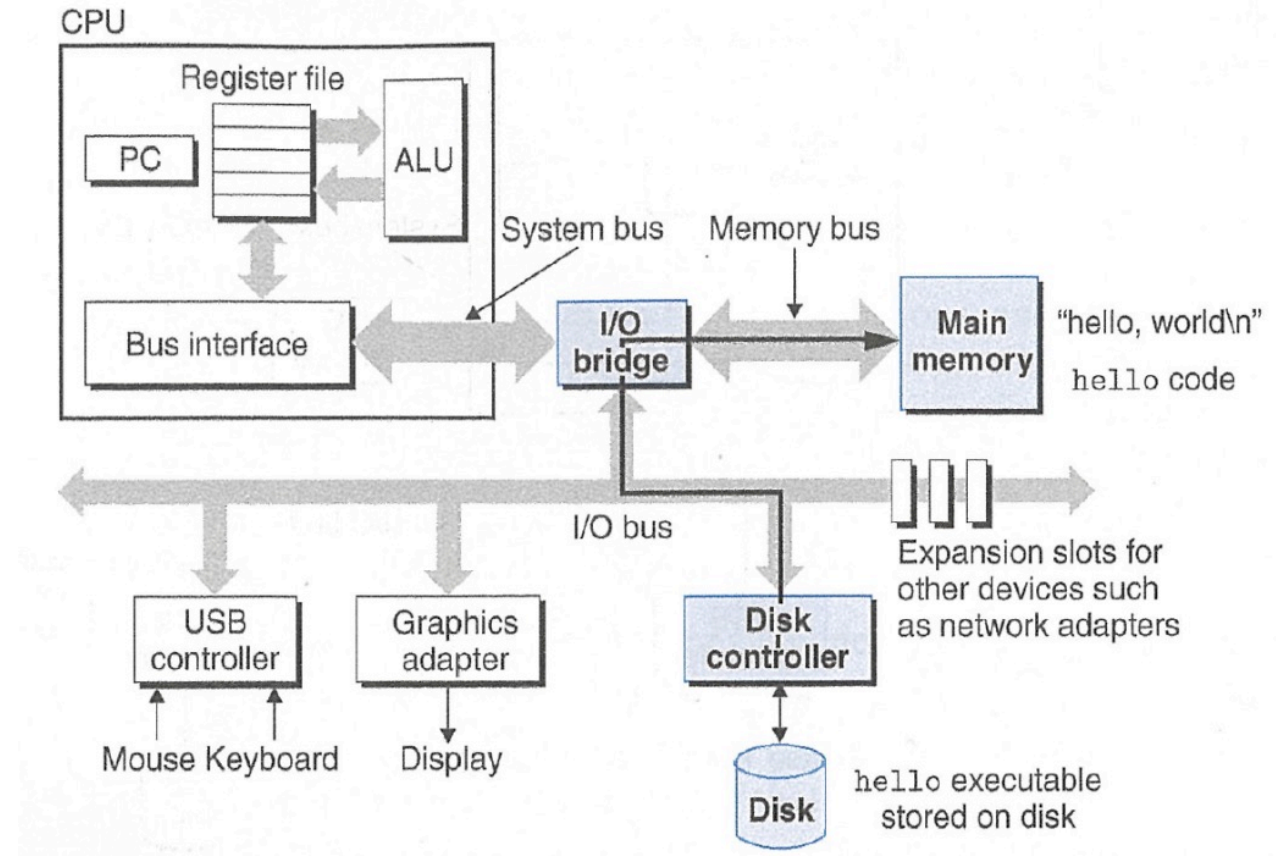 CPU
Register file
PC
ALU
System bus
Memory bus
Bus interface
I/O
bridge
Main
memory
"hello, world\n"
hello code
I/O bus
Expansion slots for
other devices such
as network adapters
USB
controller
Graphics
adapter
Disk
controller
Mouse Keyboard
Display
Disk
hello executable
stored on disk